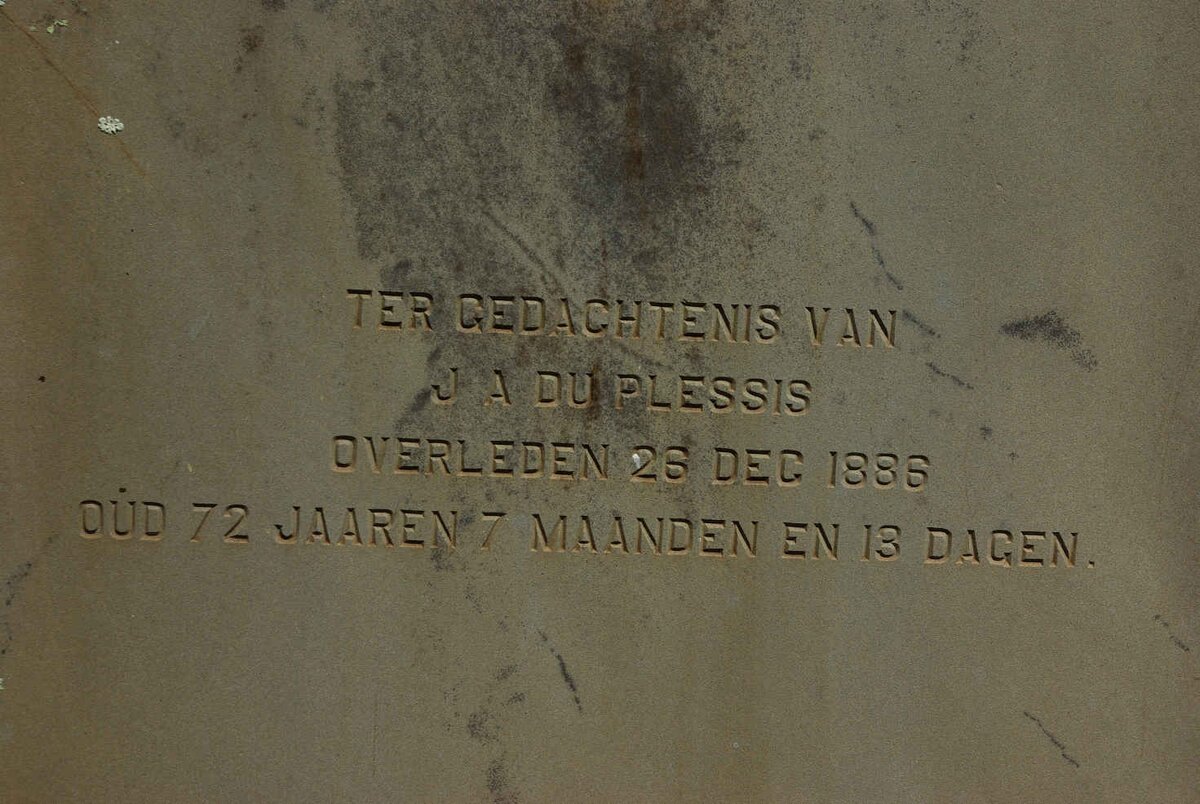 TER GEDACHTENIS VAN
J A DU PLESSIS
OVERLEDEN 26 DEC 1886
OUD 72 JAAREN 7 MAANDEN EN 13 DAGEN.